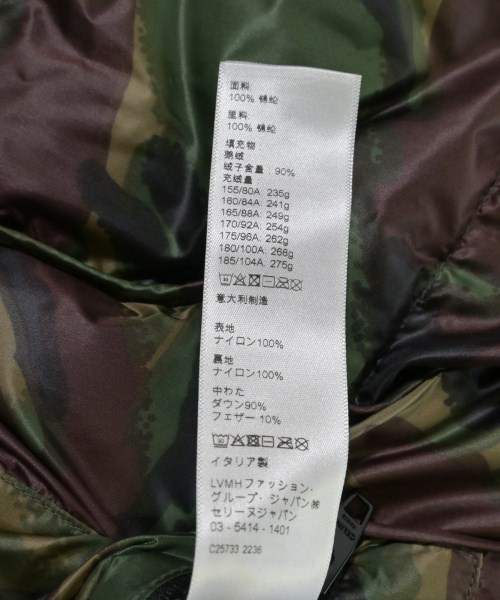 面料
100% 锦纶
里料
100% 锦纶
填充物
鹅绒
绒子含量 : 90%
充绒量
155/80A: 235g
160/84A: 241g
165/88A: 249g
170/92A: 254g
175/96A: 262g
180/100A: 268g
185/104A: 275g
意大利制造
表地
ナイロン100%
裏地
ナイロン100%
中わた
ダウン90%
フェザー 10%
イタリア製
LVMHファッション・
グループ・ジャパン㈱
セリーヌジャパン
03 - 5414 - 1401
C25733 2236